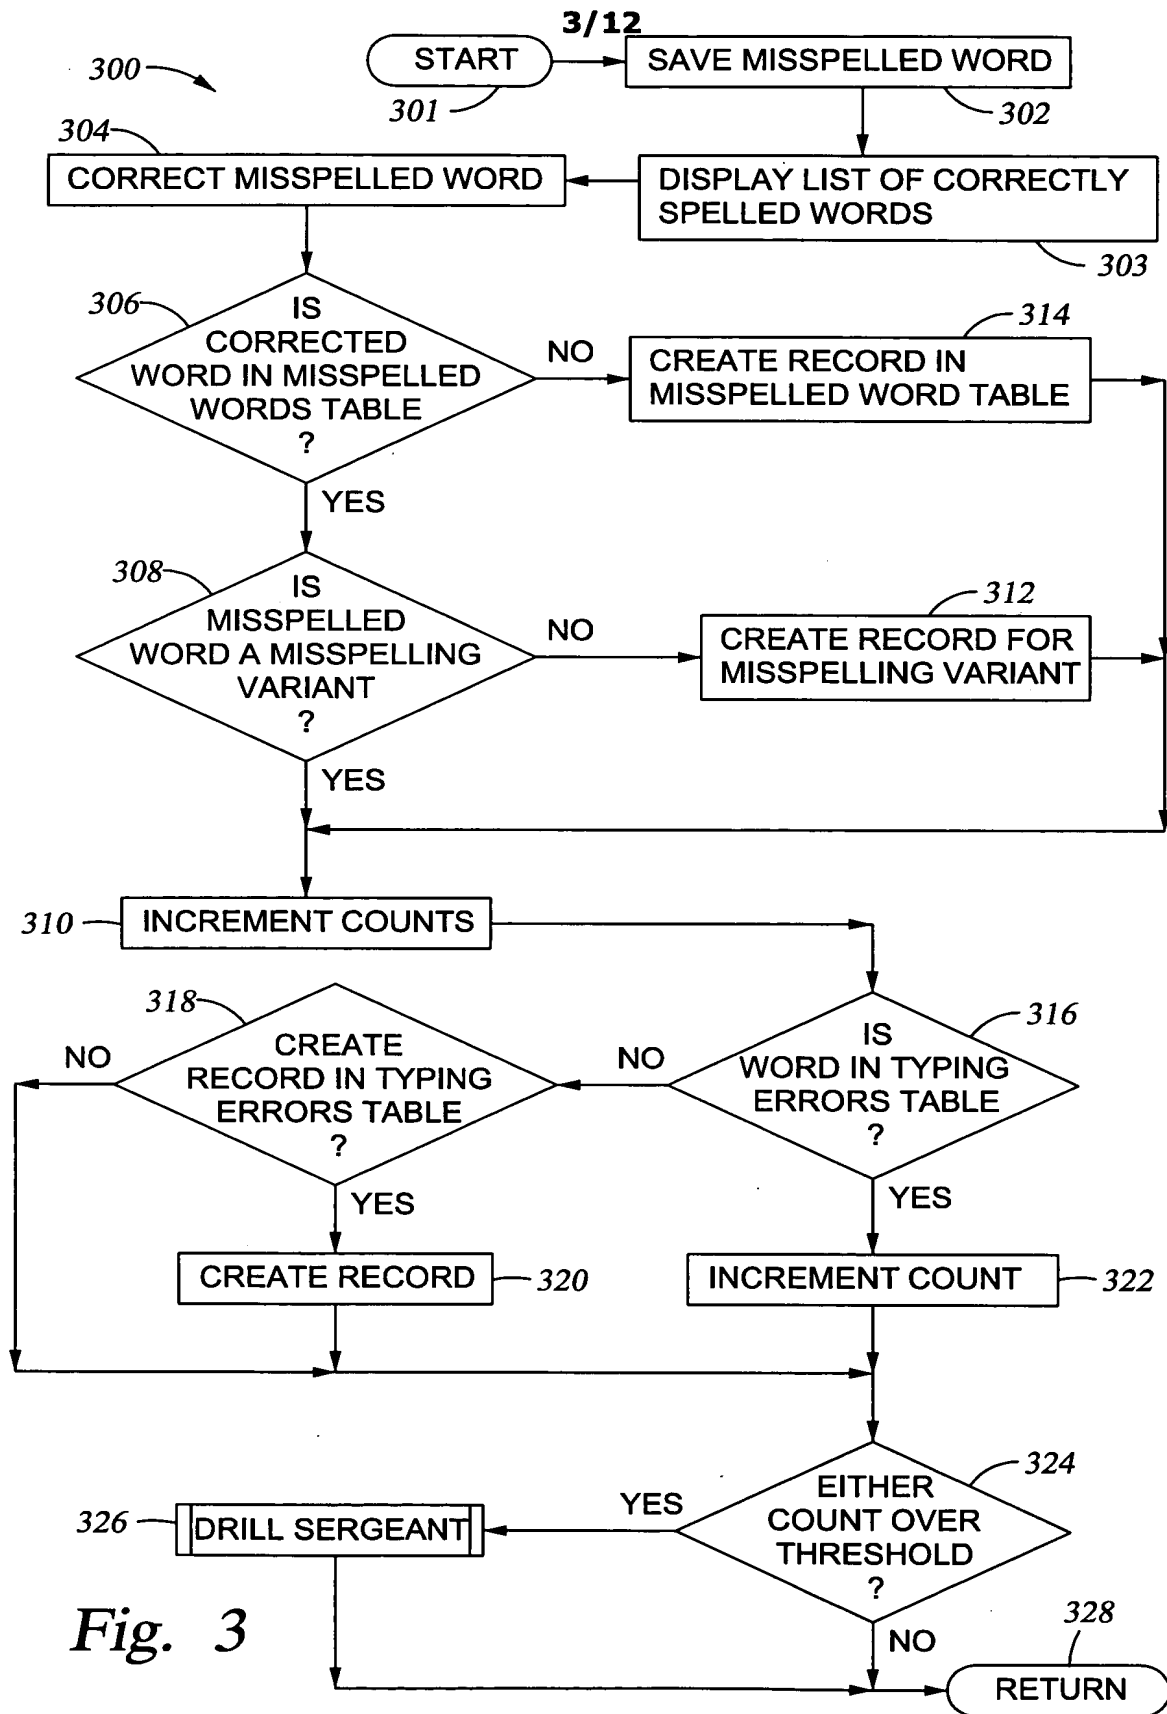 3/12
300
START
301
SAVE MISSPELLED WORD
302
304
CORRECT MISSPELLED WORD
DISPLAY LIST OF CORRECTLY
SPELLED WORDS
303
306
IS
CORRECTED
WORD IN MISSPELLED
WORDS TABLE
?
NO
314
CREATE RECORD IN
MISSPELLED WORD TABLE
YES
308
IS
MISSPELLED
WORD A MISSPELLING
VARIANT
?
NO
312
CREATE RECORD FOR
MISSPELLING VARIANT
YES
310
INCREMENT COUNTS
318
NO
CREATE
RECORD IN TYPING
ERRORS TABLE
?
NO
316
IS
WORD IN TYPING
ERRORS TABLE
?
YES
YES
CREATE RECORD
320
INCREMENT COUNT
322
324
EITHER
COUNT OVER
THRESHOLD
?
YES
326
DRILL SERGEANT
NO
328
RETURN
Fig. 3